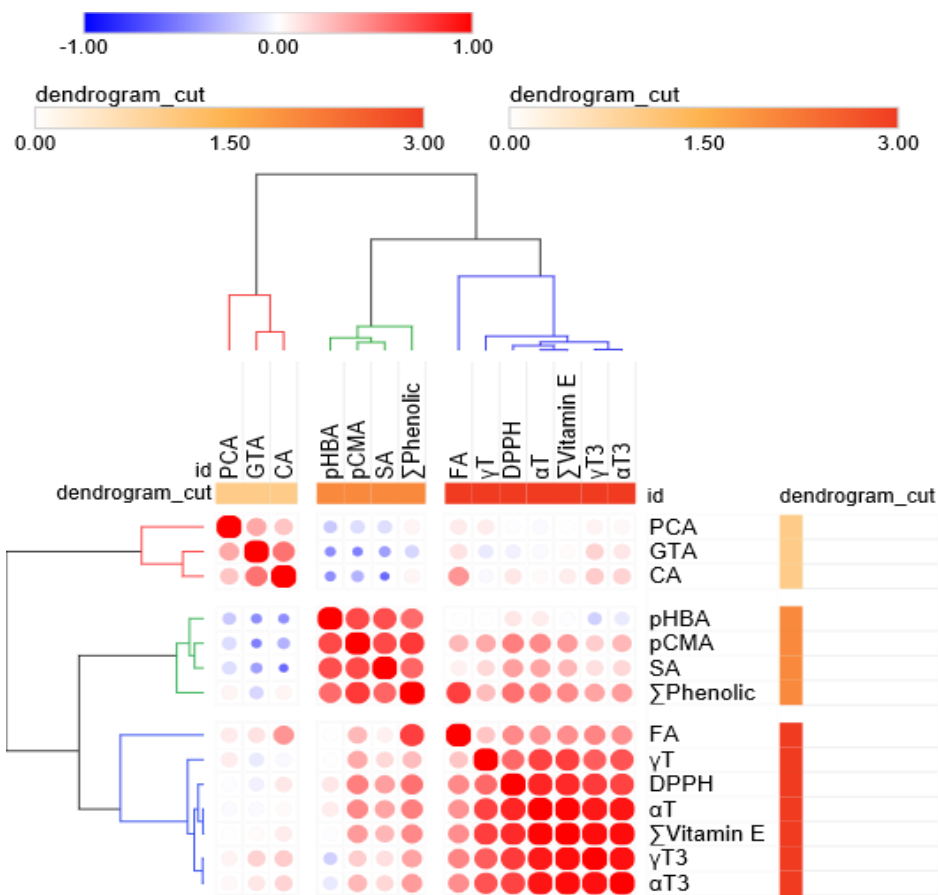 -1.00 0.00 1.00
dendrogram_cut dendrogram_cut
0.00 1.50 3.00 0.00 1.50 3.00
id PCA GTA CA pHBA pCMA SA ∑Phenolic FA γT DPPH αT ∑Vitamin E γT3 αT3
dendrogram_cut id dendrogram_cut
PCA
GTA
CA
pHBA
pCMA
SA
∑Phenolic
FA
γT
DPPH
αT
∑Vitamin E
γT3
αT3